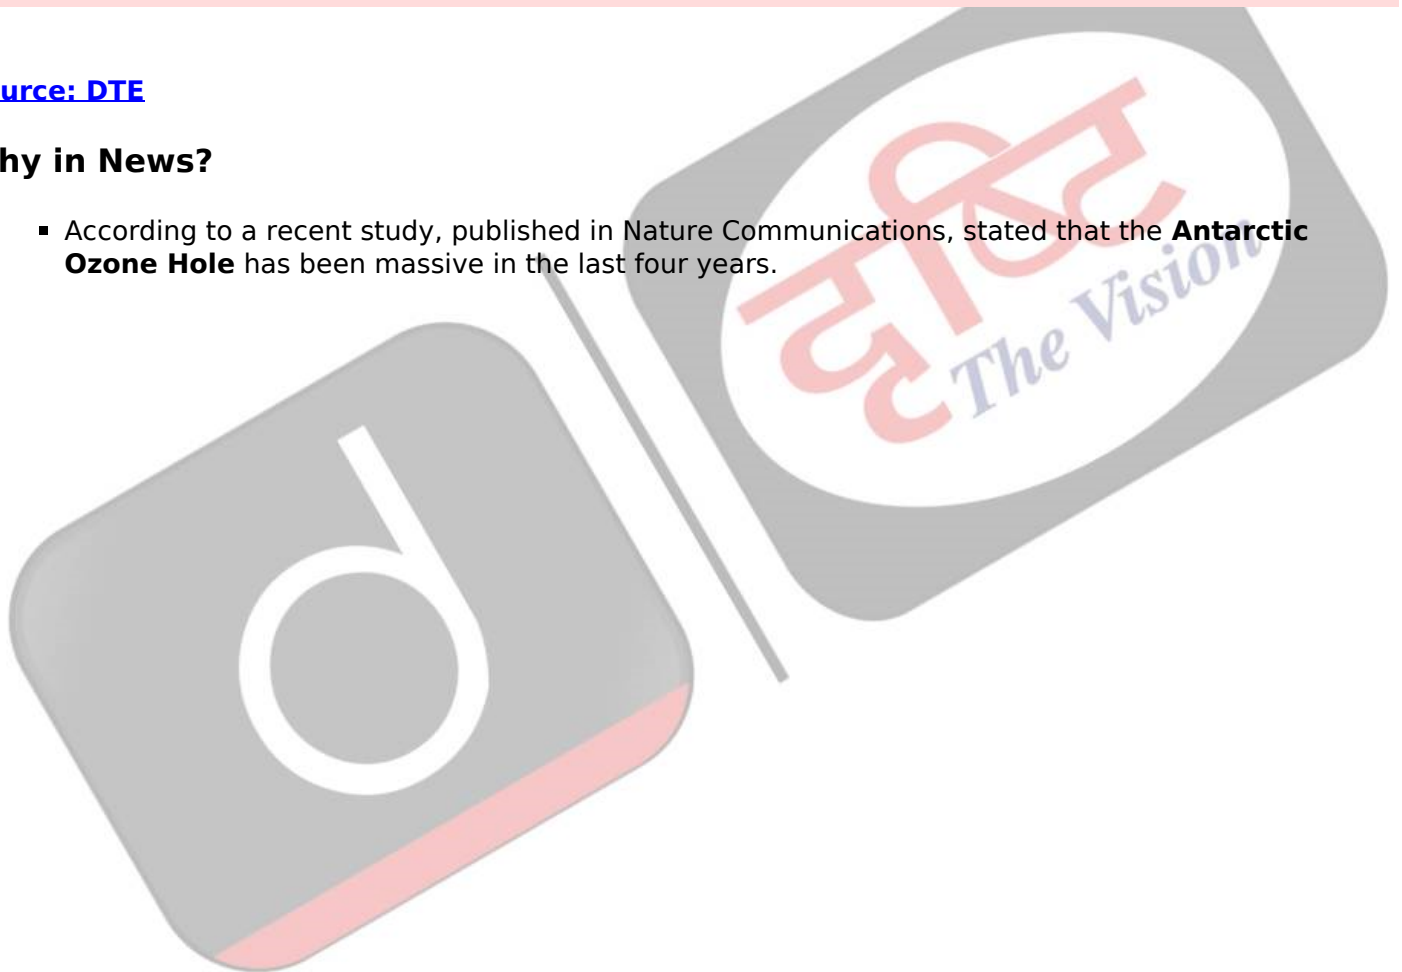 urce: DTE
hy in News?
▪ According to a recent study, published in Nature Communications, stated that the Antarctic
Ozone Hole has been massive in the last four years.
दृष्टि
The Vision
d